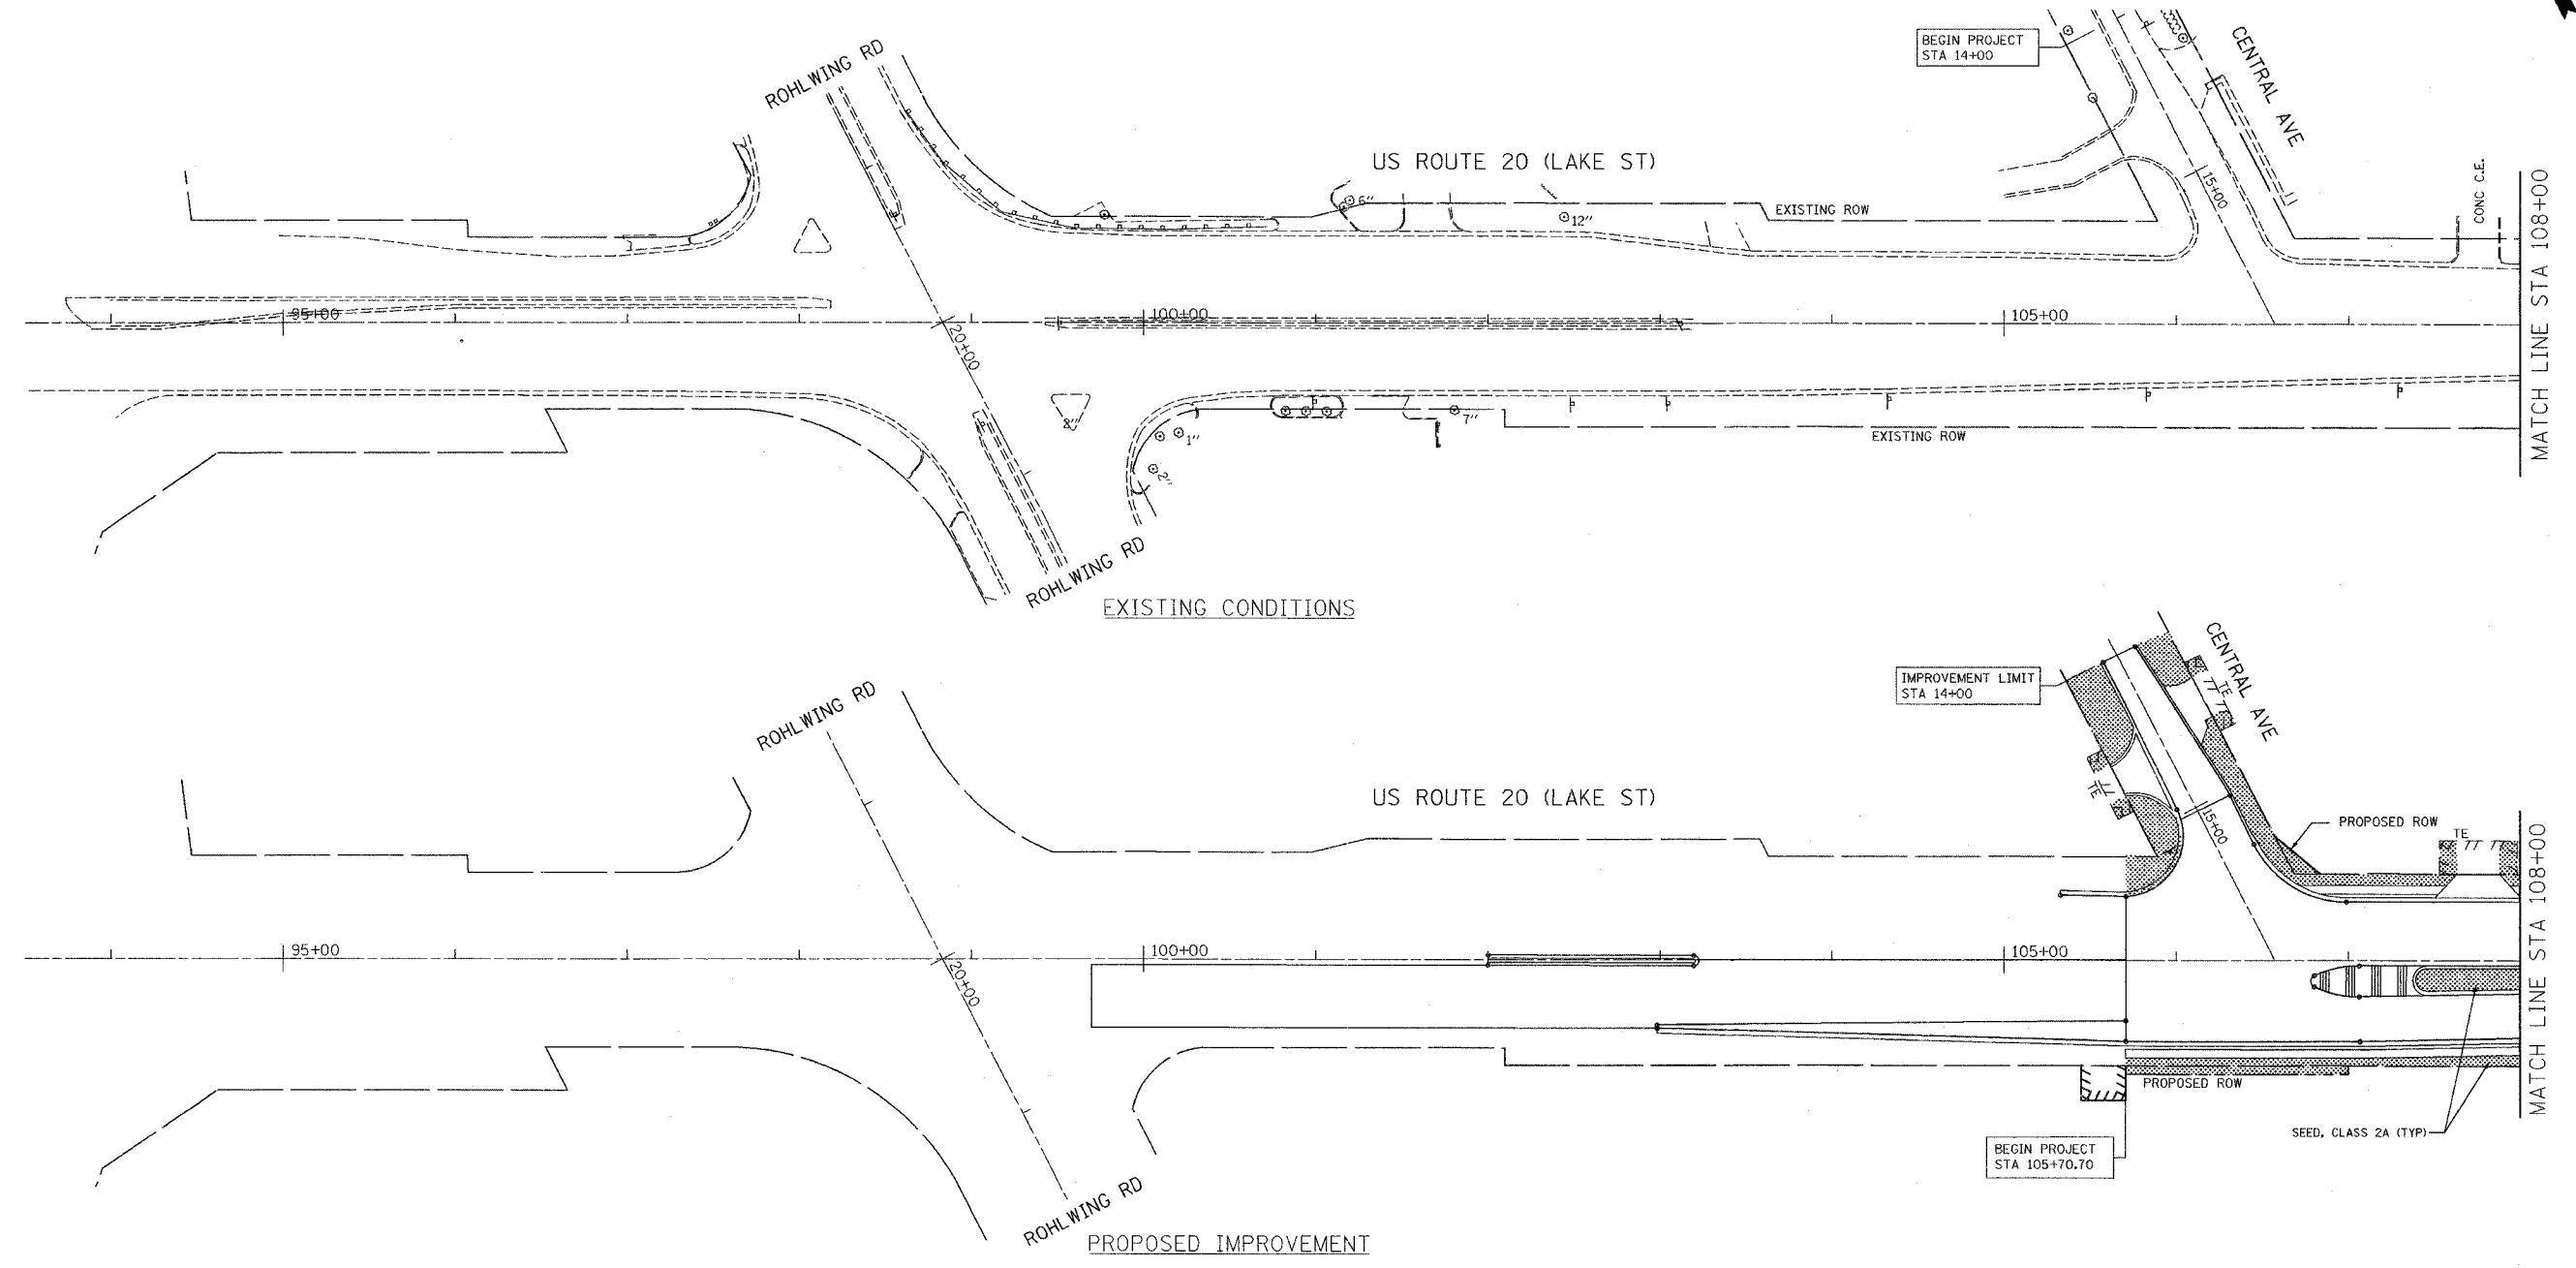 BEGIN PROJECT
STA 14+00
CENTRAL AVE
ROHLWING RD
US ROUTE 20 (LAKE ST)
EXISTING ROW
15+00
CONC C.E.
MATCH LINE STA 108+00
6"
12"
95+00
100+00
105+00
20+00
2"
1"
2"
7"
EXISTING ROW
ROHLWING RD
EXISTING CONDITIONS
CENTRAL AVE
IMPROVEMENT LIMIT
STA 14+00
TE
ROHLWING RD
US ROUTE 20 (LAKE ST)
TE
15+00
PROPOSED ROW
TE
MATCH LINE STA 108+00
95+00
100+00
105+00
20+00
PROPOSED ROW
SEED, CLASS 2A (TYP)
BEGIN PROJECT
STA 105+70.70
ROHLWING RD
PROPOSED IMPROVEMENT